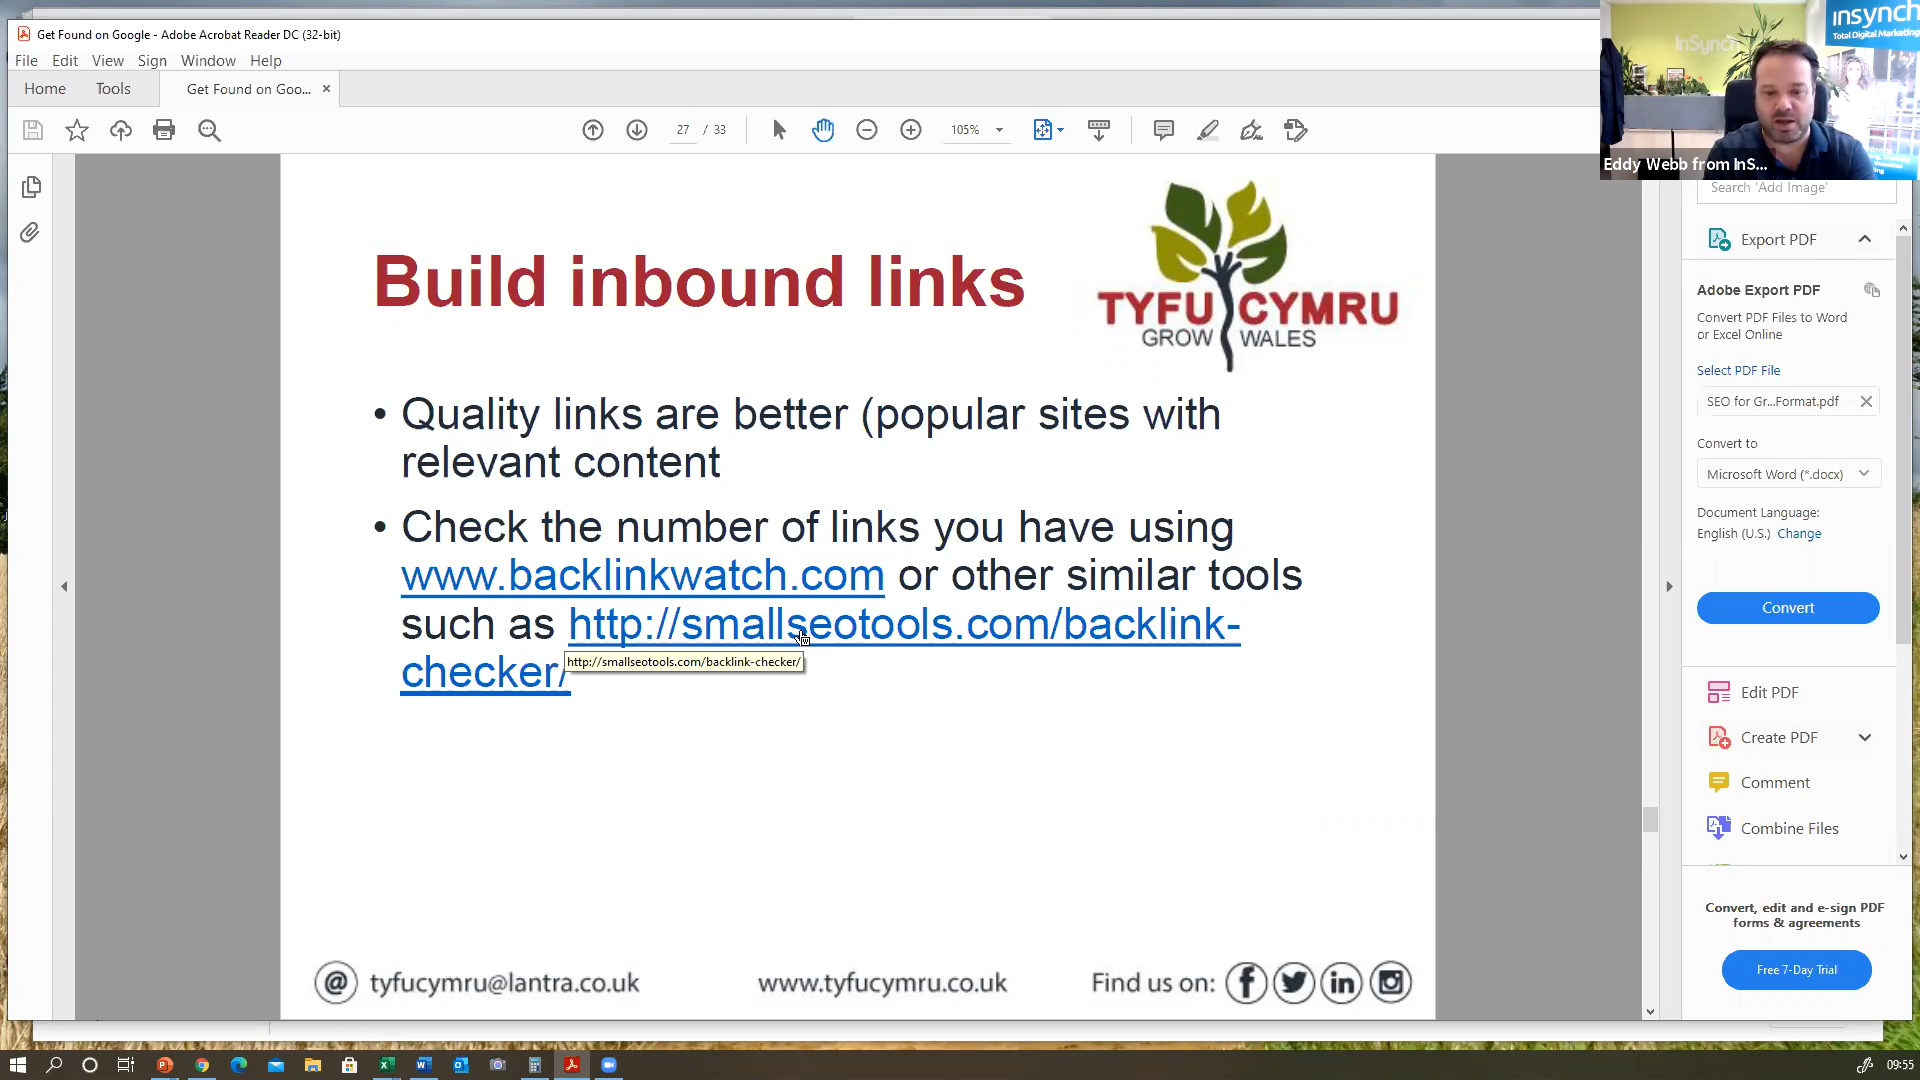 Get Found on Google - Adobe Acrobat Reader DC (32-bit)
File Edit View Sign Window Help
Home Tools Get Found on Goo... ×
27 / 33 105%
insynch
Total Digital Marketing
InSynch
Eddy Webb from InS...
Build inbound links
TYFU CYMRU
GROW WALES
• Quality links are better (popular sites with
relevant content
• Check the number of links you have using
www.backlinkwatch.com or other similar tools
such as http://smallseotools.com/backlink-
checker/
http://smallseotools.com/backlink-checker/
@ tyfucymru@lantra.co.uk www.tyfucymru.co.uk Find us on:
Search 'Add Image'
Export PDF
Adobe Export PDF
Convert PDF Files to Word
or Excel Online
Select PDF File
SEO for Gr...Format.pdf
Convert to
Microsoft Word (*.docx)
Document Language:
English (U.S.) Change
Convert
Edit PDF
Create PDF
Comment
Combine Files
Convert, edit and e-sign PDF
forms & agreements
Free 7-Day Trial
09:55